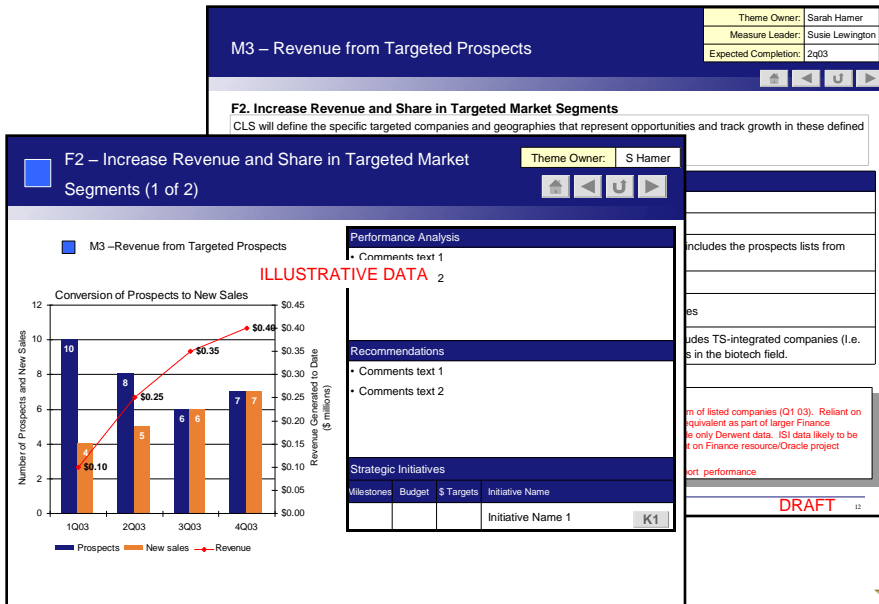 Theme Owner: Sarah Hamer
Measure Leader: Susie Lewington
Expected Completion: 2q03
M3 – Revenue from Targeted Prospects
F2. Increase Revenue and Share in Targeted Market Segments
CLS will define the specific targeted companies and geographies that represent opportunities and track growth in these defined
includes the prospects lists from
es
udes TS-integrated companies (I.e.
s in the biotech field.
m of listed companies (Q1 03). Reliant on
equivalent as part of larger Finance
de only Derwent data. ISI data likely to be
t on Finance resource/Oracle project
port performance
DRAFT 12
F2 – Increase Revenue and Share in Targeted Market
Segments (1 of 2)
Theme Owner: S Hamer
M3 –Revenue from Targeted Prospects
ILLUSTRATIVE DATA
Conversion of Prospects to New Sales
Number of Prospects and New Sales
12
10
8
6
4
2
0
10
4
8
5
6
6
7
7
$0.10
$0.25
$0.35
$0.40
$0.45
$0.40
$0.35
$0.30
$0.25
$0.20
$0.15
$0.10
$0.05
$0.00
Revenue Generated to Date
($ millions)
1Q03 2Q03 3Q03 4Q03
Prospects New sales Revenue
Performance Analysis
• Comments text 1
2
Recommendations
• Comments text 1
• Comments text 2
Strategic Initiatives
Milestones Budget $ Targets Initiative Name
Initiative Name 1 K1